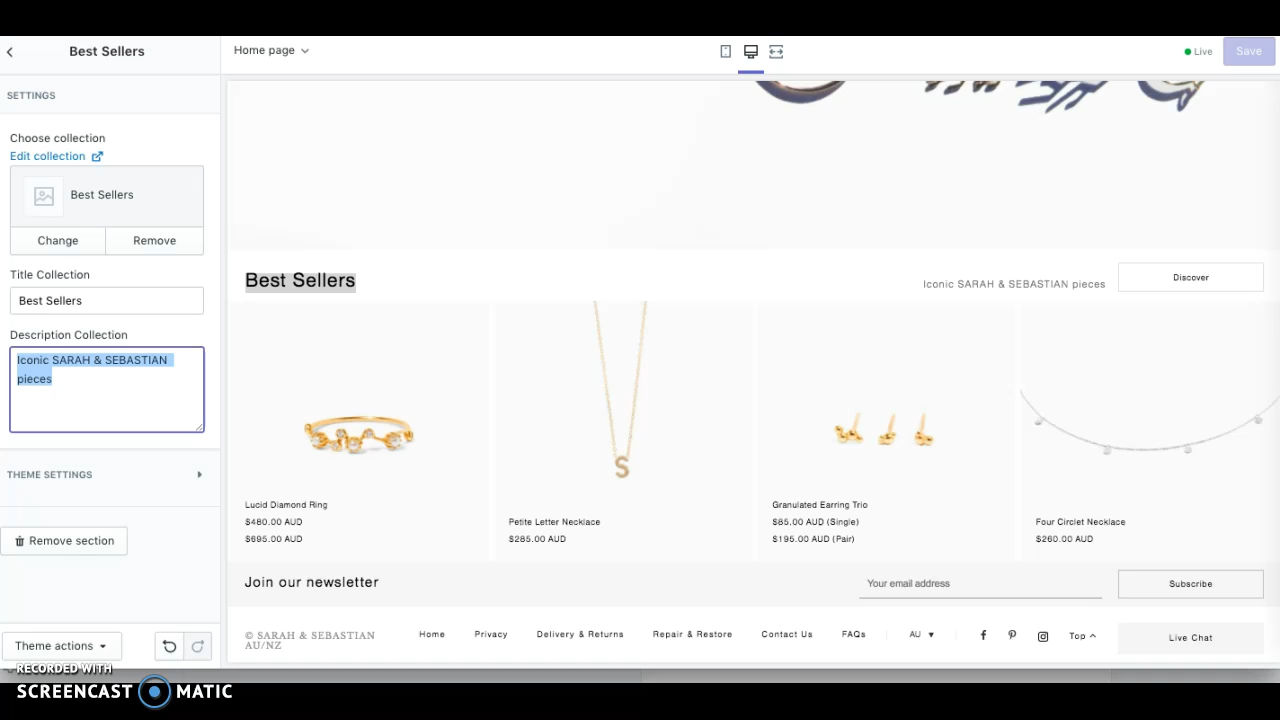 Best Sellers
Home page
Live
Save
SETTINGS
Choose collection
Edit collection
Best Sellers
Change
Remove
Title Collection
Best Sellers
Description Collection
Iconic SARAH & SEBASTIAN
pieces
THEME SETTINGS
Remove section
Theme actions
Best Sellers
Iconic SARAH & SEBASTIAN pieces
Discover
Lucid Diamond Ring
$480.00 AUD
$695.00 AUD
Petite Letter Necklace
$285.00 AUD
Granulated Earring Trio
$85.00 AUD (Single)
$195.00 AUD (Pair)
Four Circlet Necklace
$260.00 AUD
Join our newsletter
Your email address
Subscribe
© SARAH & SEBASTIAN
AU/NZ
Home
Privacy
Delivery & Returns
Repair & Restore
Contact Us
FAQs
AU
Top
Live Chat
RECORDED WITH
SCREENCAST MATIC